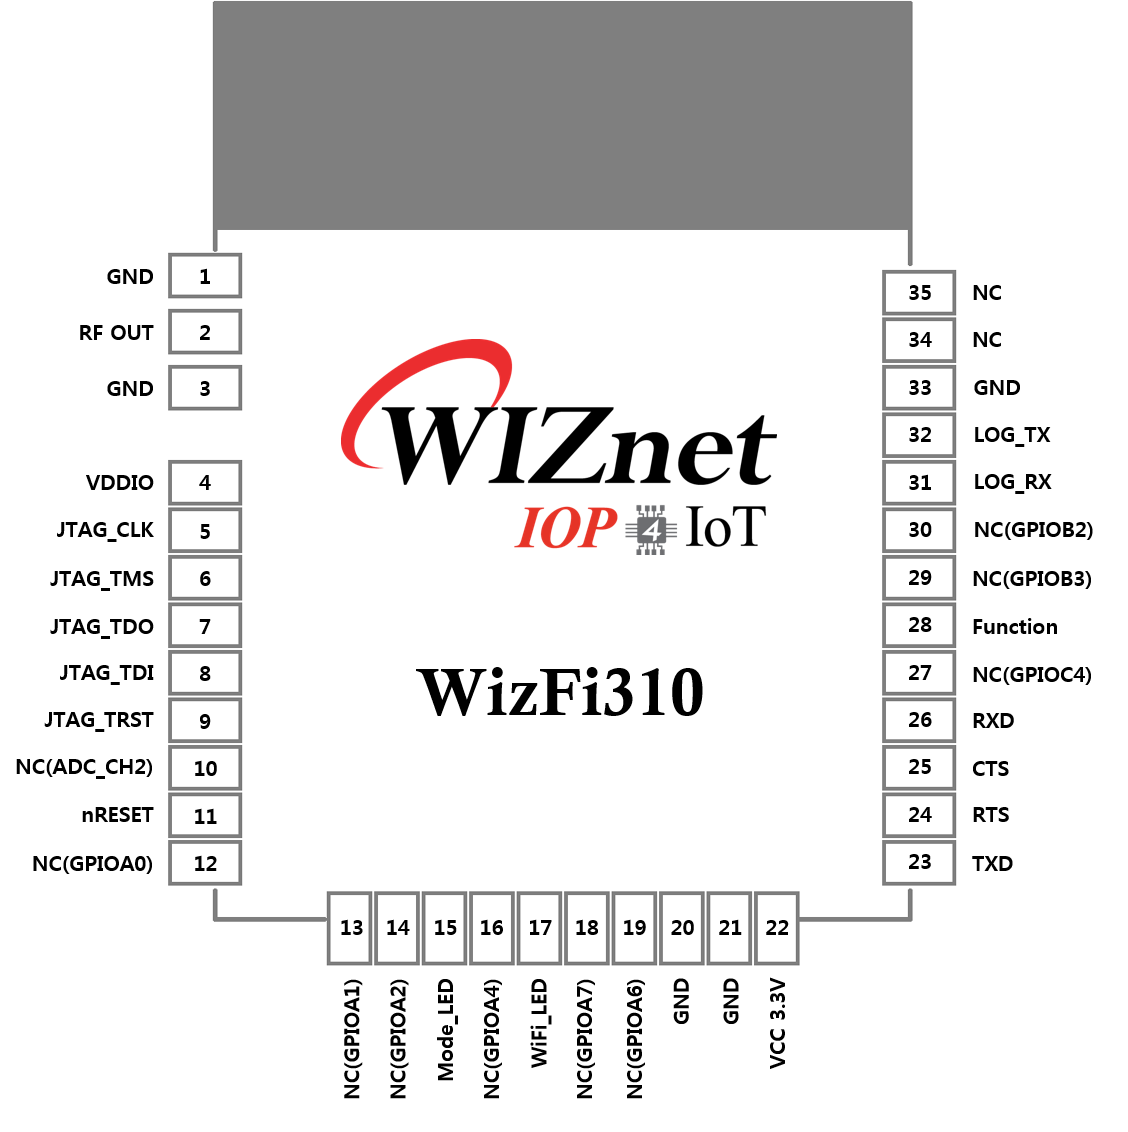 GND 1
RF OUT 2
GND 3
VDDIO 4
JTAG_CLK 5
JTAG_TMS 6
JTAG_TDO 7
JTAG_TDI 8
JTAG_TRST 9
NC(ADC_CH2) 10
nRESET 11
NC(GPIOA0) 12
WIZnet
IOP 4 IoT
WizFi310
35 NC
34 NC
33 GND
32 LOG_TX
31 LOG_RX
30 NC(GPIOB2)
29 NC(GPIOB3)
28 Function
27 NC(GPIOC4)
26 RXD
25 CTS
24 RTS
23 TXD
13 14 15 16 17 18 19 20 21 22
NC(GPIOA1)
NC(GPIOA2)
Mode_LED
NC(GPIOA4)
WiFi_LED
NC(GPIOA7)
NC(GPIOA6)
GND
GND
VCC 3.3V